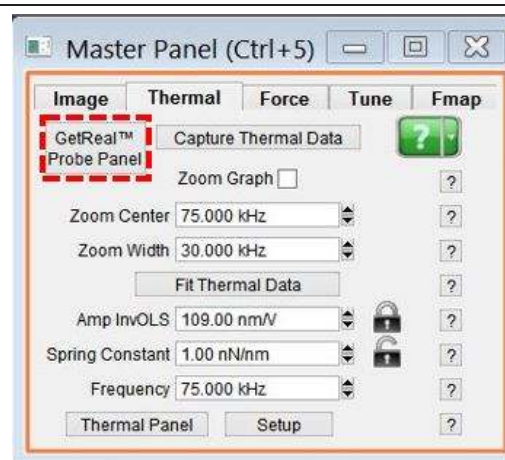 Master Panel (Ctrl+5)
Image Thermal Force Tune Fmap
GetReal™ Probe Panel Capture Thermal Data ?
Zoom Graph ?
Zoom Center 75.000 kHz ?
Zoom Width 30.000 kHz ?
Fit Thermal Data ?
Amp InvOLS 109.00 nm/V ?
Spring Constant 1.00 nN/nm ?
Frequency 75.000 kHz ?
Thermal Panel Setup ?